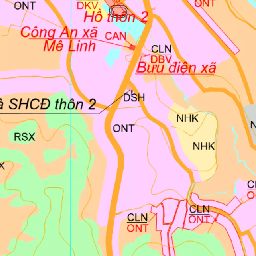 ONT
DKV
Hồ thôn 2
ONT
Công An xã
CAN
Mê Linh
CLN
DBV
Bưu điện xã
SHCĐ thôn 2
DSH
NHK
ONT
RSX
NHK
CLN
ONT
CLN
ONT